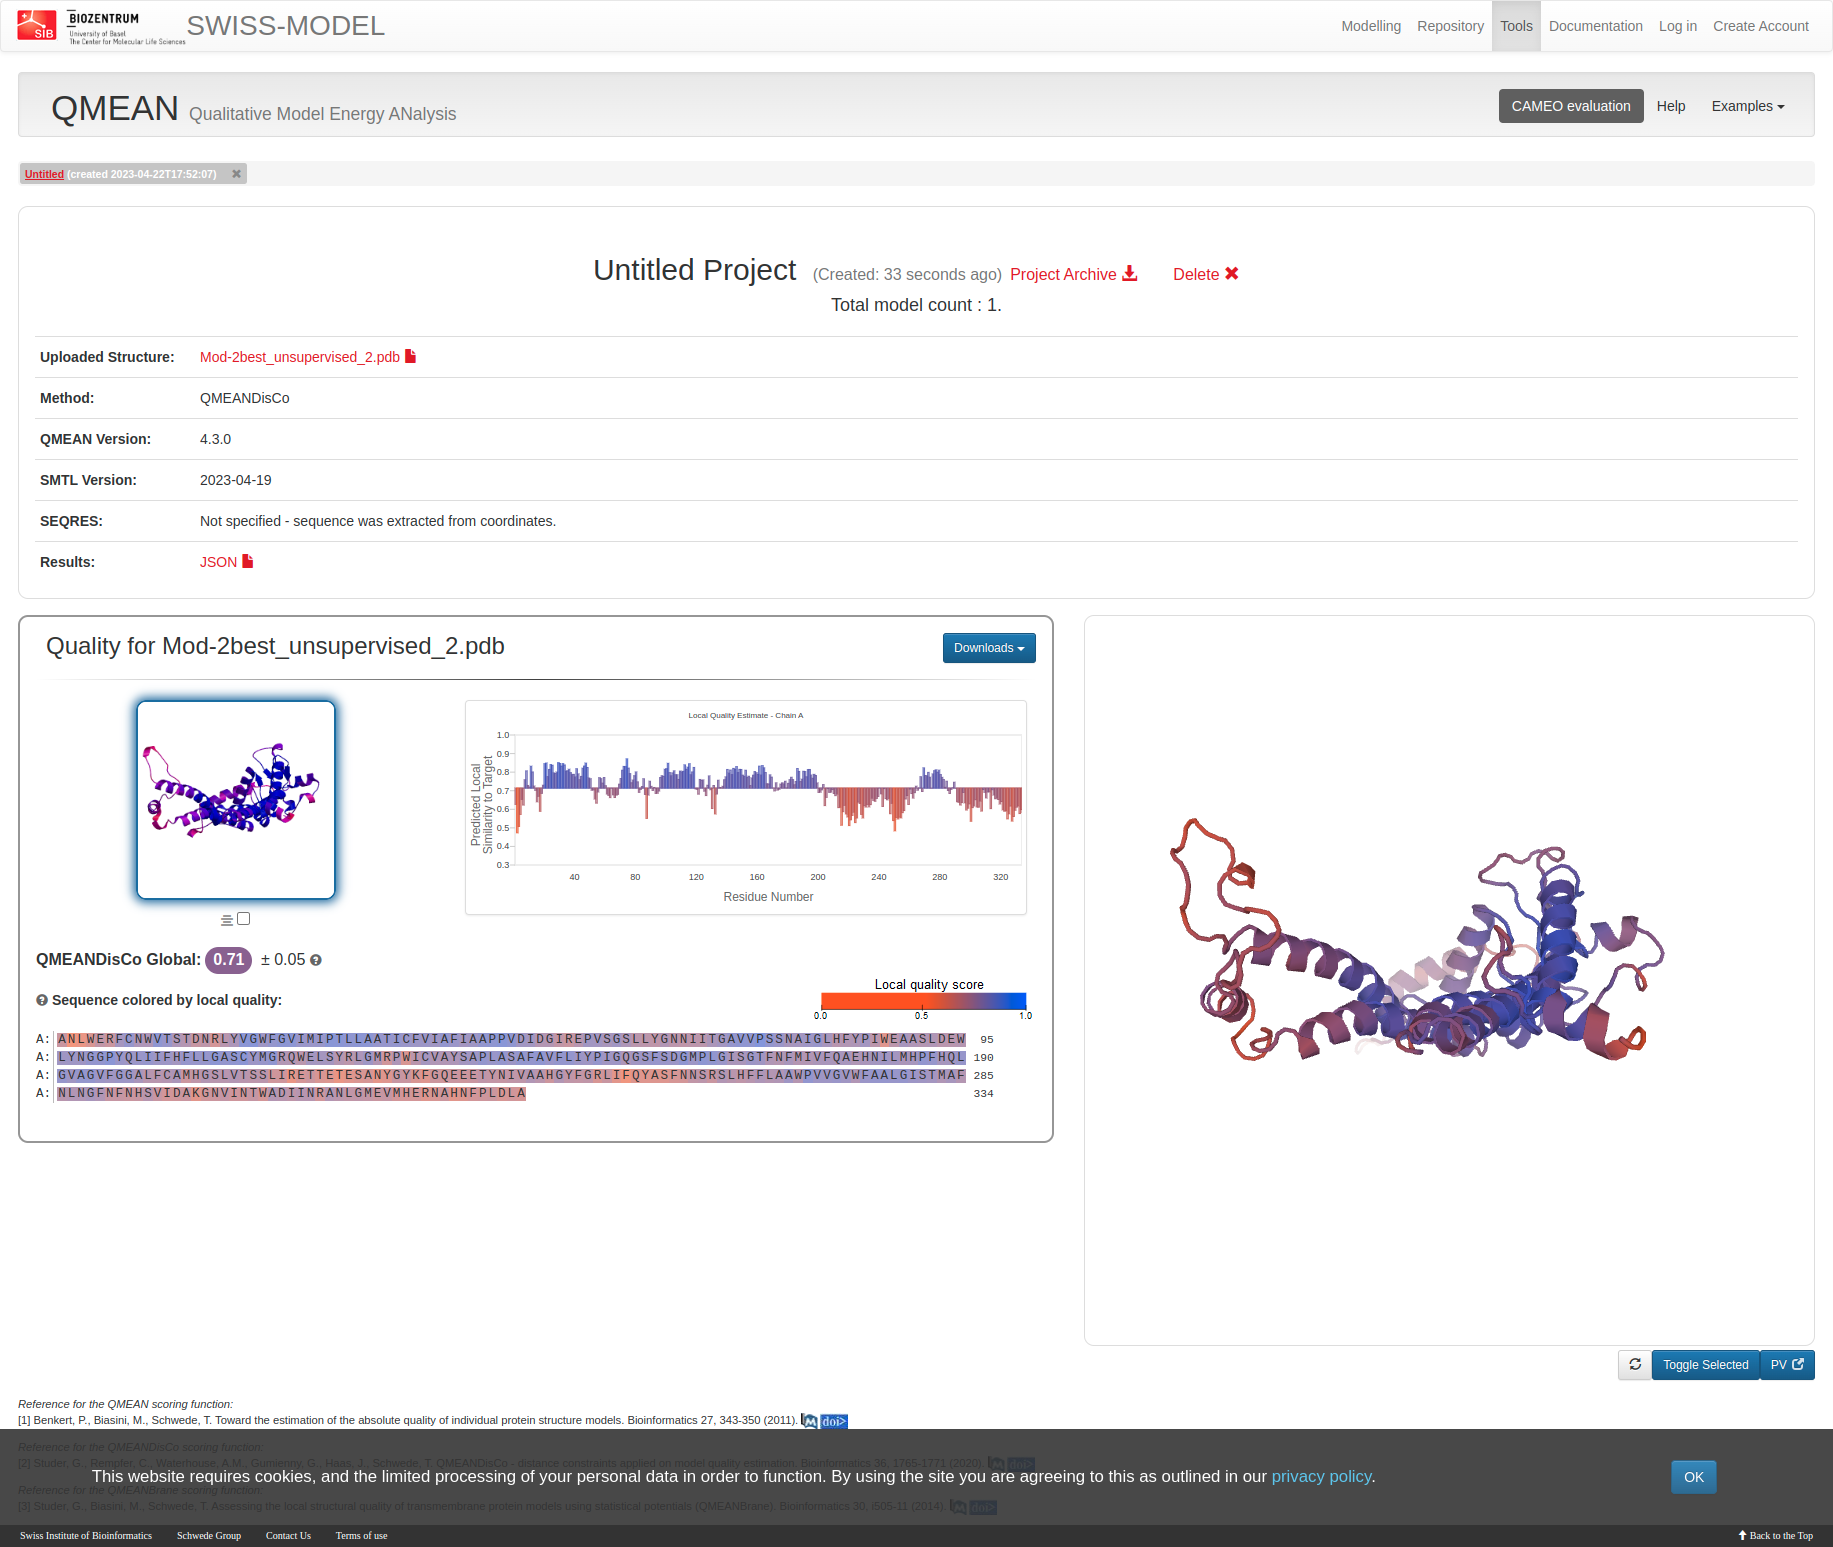 SIB
BIOZENTRUM
University of Basel
The Center for Molecular Life Sciences
SWISS-MODEL
Modelling Repository Tools Documentation Log in Create Account
QMEAN Qualitative Model Energy ANalysis
CAMEO evaluation Help Examples
Untitled (created 2023-04-22T17:52:07) ✖
Untitled Project (Created: 33 seconds ago) Project Archive Delete ✖
Total model count : 1.
Uploaded Structure: Mod-2best_unsupervised_2.pdb
Method: QMEANDisCo
QMEAN Version: 4.3.0
SMTL Version: 2023-04-19
SEQRES: Not specified - sequence was extracted from coordinates.
Results: JSON
Quality for Mod-2best_unsupervised_2.pdb
Downloads
Local Quality Estimate - Chain A
Predicted Local
Similarity to Target
1.0
0.9
0.8
0.7
0.6
0.5
0.4
0.3
40 80 120 160 200 240 280 320
Residue Number
QMEANDisCo Global: 0.71 ± 0.05
Sequence colored by local quality:
Local quality score
0.0 0.5 1.0
A: ANLWERFCNWVTSTDNRLYVGWFGVIMIPTLLAATICFVIAFIAAPPVDIDGIREPVSGSLLYGNNIITGAVVPSSNAIGLHFYPIWEAASLDEW 95
A: LYNGGPYQLIIFHFLLGASCYMGRQWELSYRLGMRPWICVAYSAPLASAFAVFLIYPIGQGSFSDGMPLGISGTFNFMIVFQAEHNILMHPFHQL 190
A: GVAGVFGGALFCAMHGSLVTSSLIRETTETESANYGYKFGQEEETYNIVAAHGYFGRLIFQYASFNNSRSLHFFLAAWPVVGVWFAALGISTMAF 285
A: NLNGFNFNHSVIDAKGNVINTWADIINRANLGMEVMHERNAHNFPLDLA 334
Toggle Selected PV
Reference for the QMEAN scoring function:
[1] Benkert, P., Biasini, M., Schwede, T. Toward the estimation of the absolute quality of individual protein structure models. Bioinformatics 27, 343-350 (2011). M doi>
Reference for the QMEANDisCo scoring function:
[2] Studer, G., Rempfer, C., Waterhouse, A.M., Gumienny, G., Haas, J., Schwede, T. QMEANDisCo - distance constraints applied on model quality estimation. Bioinformatics 36, 1765-1771 (2020). M doi>
This website requires cookies, and the limited processing of your personal data in order to function. By using the site you are agreeing to this as outlined in our privacy policy.
OK
Reference for the QMEANBrane scoring function:
[3] Studer, G., Biasini, M., Schwede, T. Assessing the local structural quality of transmembrane protein models using statistical potentials (QMEANBrane). Bioinformatics 30, i505-11 (2014). M doi>
Swiss Institute of Bioinformatics Schwede Group Contact Us Terms of use Back to the Top